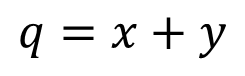 q = x + y